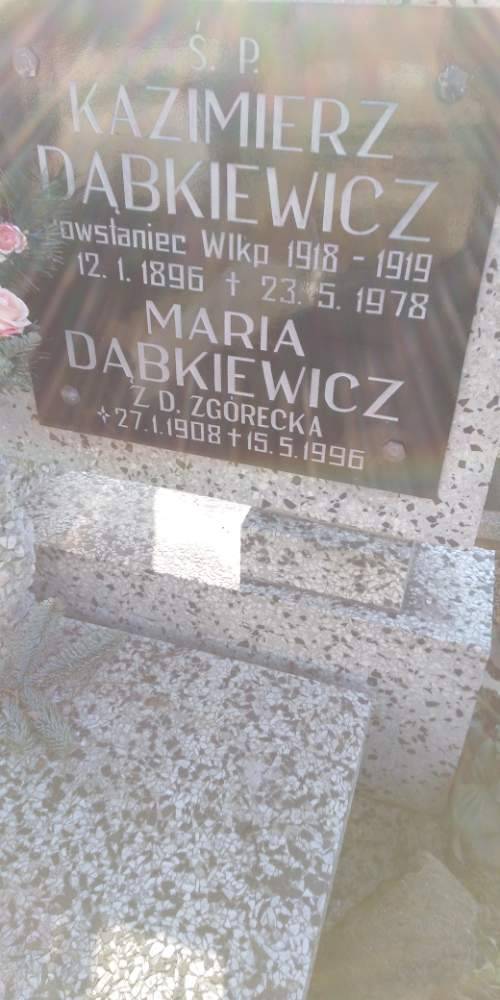 Ś. P.
KAZIMIERZ
DĄBKIEWICZ
Powstaniec Wlkp 1918 - 1919
12. 1. 1896 † 23. 5. 1978
MARIA
DĄBKIEWICZ
Z D. ZGÓRECKA
✧27.1.1908 †15.5.1996